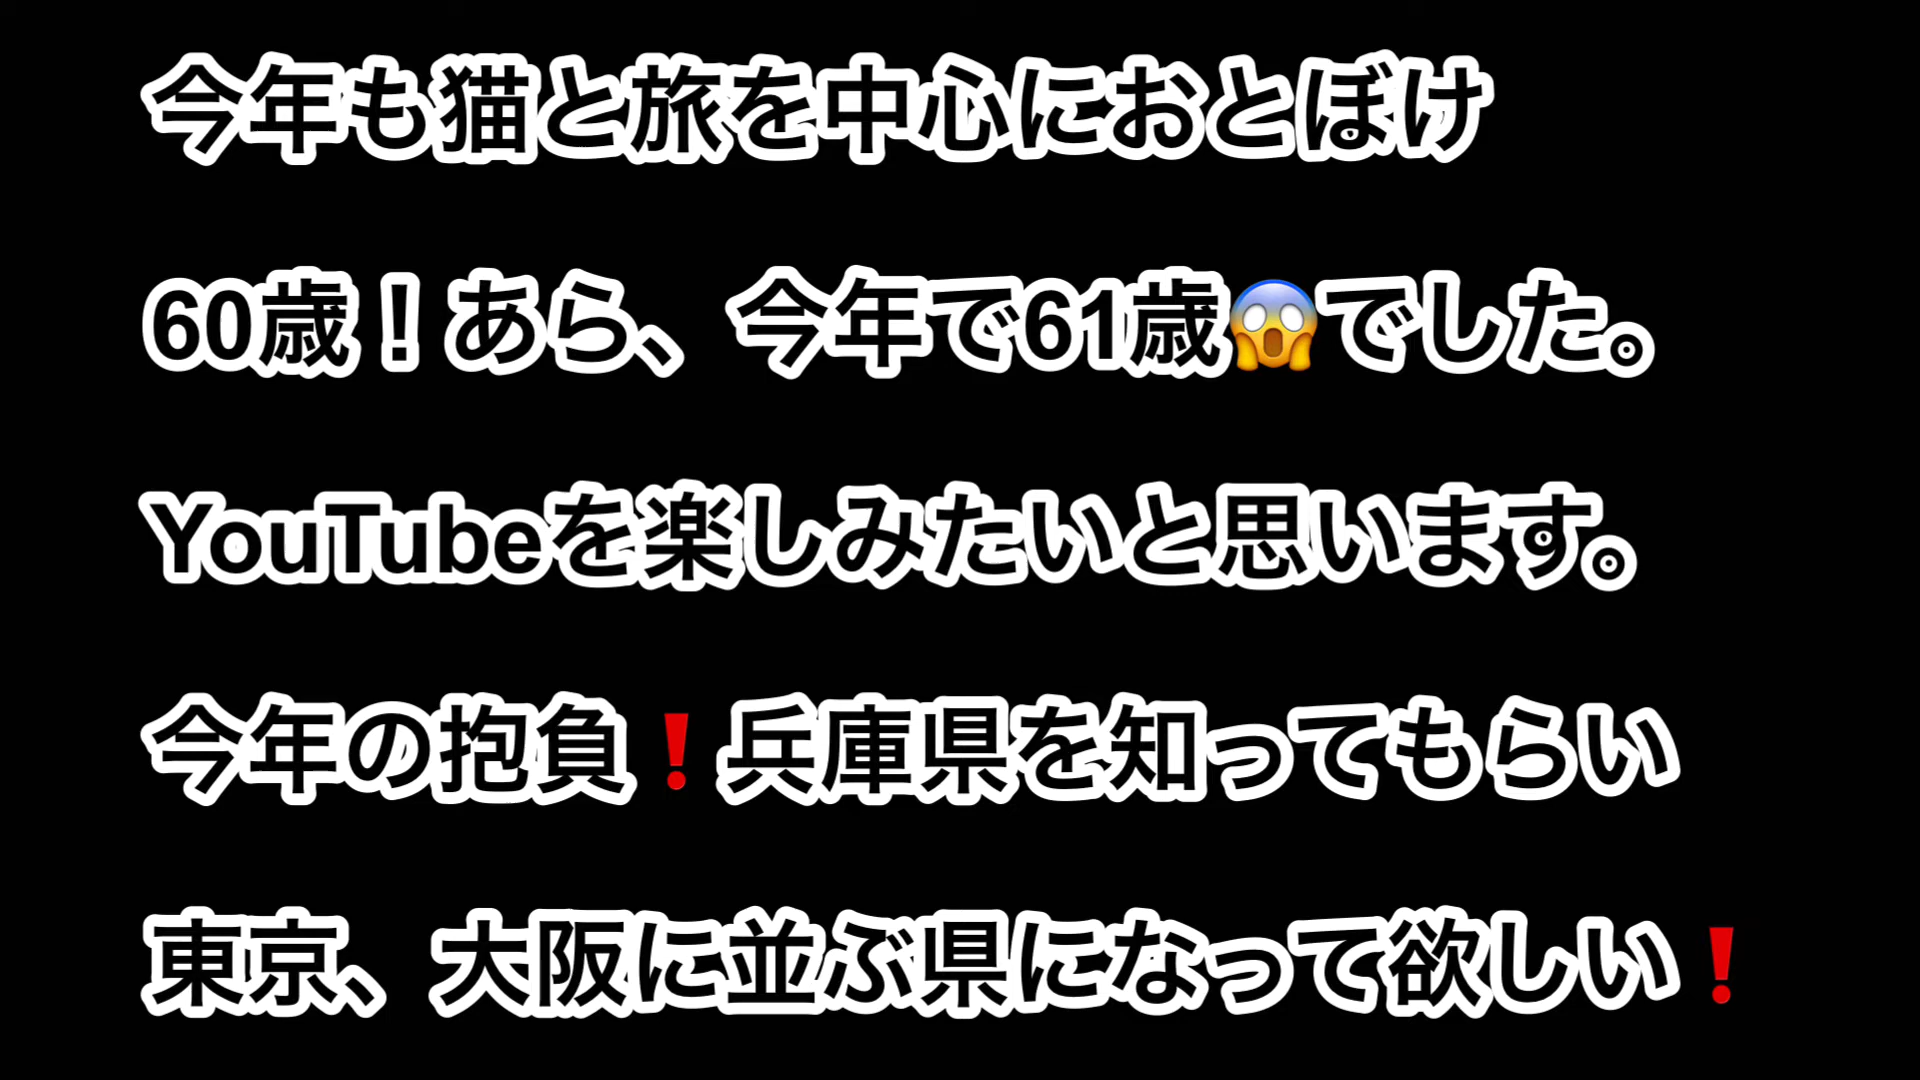 今年も猫と旅を中心におとぼけ
60歳！あら、今年で61歳😱でした。
YouTubeを楽しみたいと思います。
今年の抱負❗兵庫県を知ってもらい
東京、大阪に並ぶ県になって欲しい❗